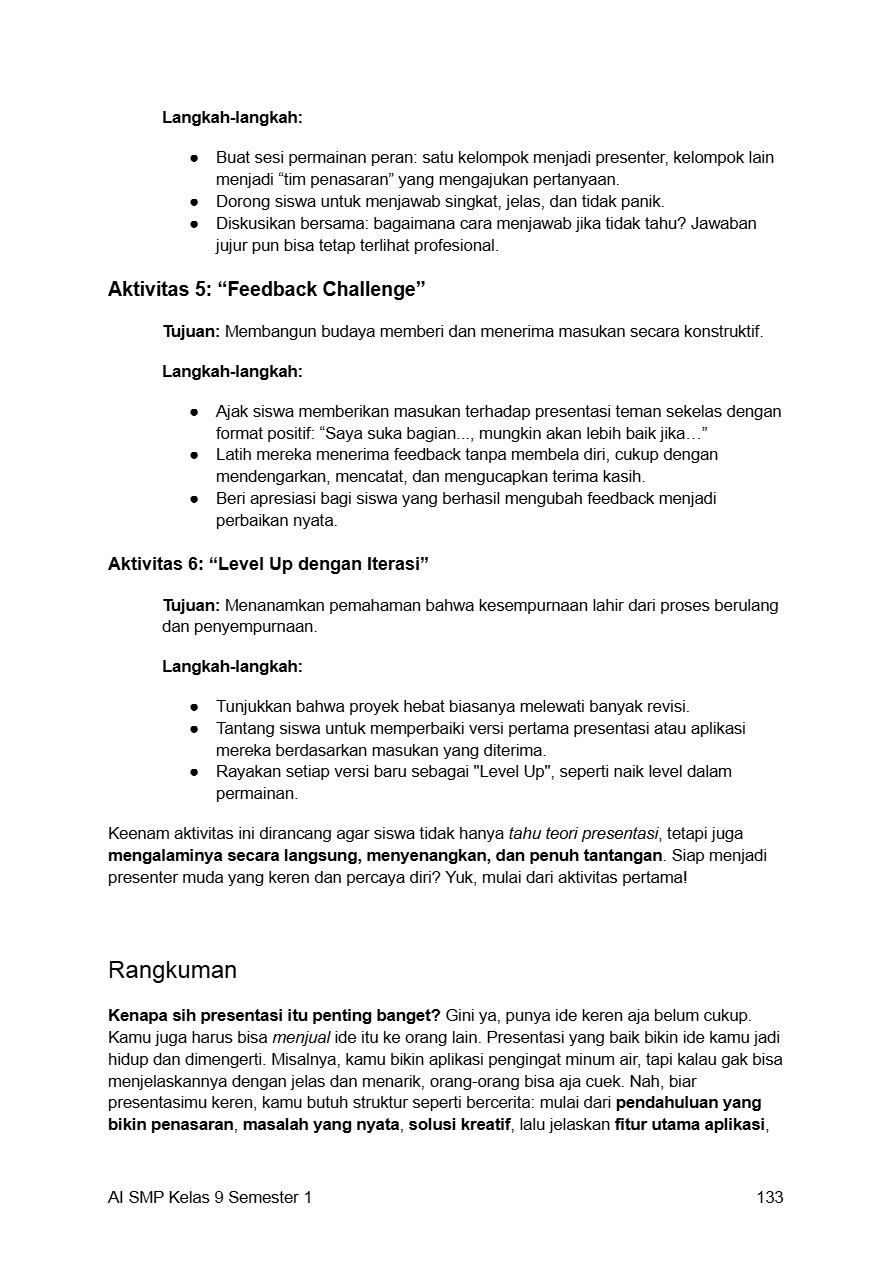 Langkah-langkah:
● Buat sesi permainan peran: satu kelompok menjadi presenter, kelompok lain
menjadi “tim penasaran” yang mengajukan pertanyaan.
● Dorong siswa untuk menjawab singkat, jelas, dan tidak panik.
● Diskusikan bersama: bagaimana cara menjawab jika tidak tahu? Jawaban
jujur pun bisa tetap terlihat profesional.
Aktivitas 5: “Feedback Challenge”
Tujuan: Membangun budaya memberi dan menerima masukan secara konstruktif.
Langkah-langkah:
● Ajak siswa memberikan masukan terhadap presentasi teman sekelas dengan
format positif: “Saya suka bagian..., mungkin akan lebih baik jika…”
● Latih mereka menerima feedback tanpa membela diri, cukup dengan
mendengarkan, mencatat, dan mengucapkan terima kasih.
● Beri apresiasi bagi siswa yang berhasil mengubah feedback menjadi
perbaikan nyata.
Aktivitas 6: “Level Up dengan Iterasi”
Tujuan: Menanamkan pemahaman bahwa kesempurnaan lahir dari proses berulang
dan penyempurnaan.
Langkah-langkah:
● Tunjukkan bahwa proyek hebat biasanya melewati banyak revisi.
● Tantang siswa untuk memperbaiki versi pertama presentasi atau aplikasi
mereka berdasarkan masukan yang diterima.
● Rayakan setiap versi baru sebagai "Level Up", seperti naik level dalam
permainan.
Keenam aktivitas ini dirancang agar siswa tidak hanya tahu teori presentasi, tetapi juga
mengalaminya secara langsung, menyenangkan, dan penuh tantangan. Siap menjadi
presenter muda yang keren dan percaya diri? Yuk, mulai dari aktivitas pertama!
Rangkuman
Kenapa sih presentasi itu penting banget? Gini ya, punya ide keren aja belum cukup.
Kamu juga harus bisa menjual ide itu ke orang lain. Presentasi yang baik bikin ide kamu jadi
hidup dan dimengerti. Misalnya, kamu bikin aplikasi pengingat minum air, tapi kalau gak bisa
menjelaskannya dengan jelas dan menarik, orang-orang bisa aja cuek. Nah, biar
presentasimu keren, kamu butuh struktur seperti bercerita: mulai dari pendahuluan yang
bikin penasaran, masalah yang nyata, solusi kreatif, lalu jelaskan fitur utama aplikasi,
AI SMP Kelas 9 Semester 1 133